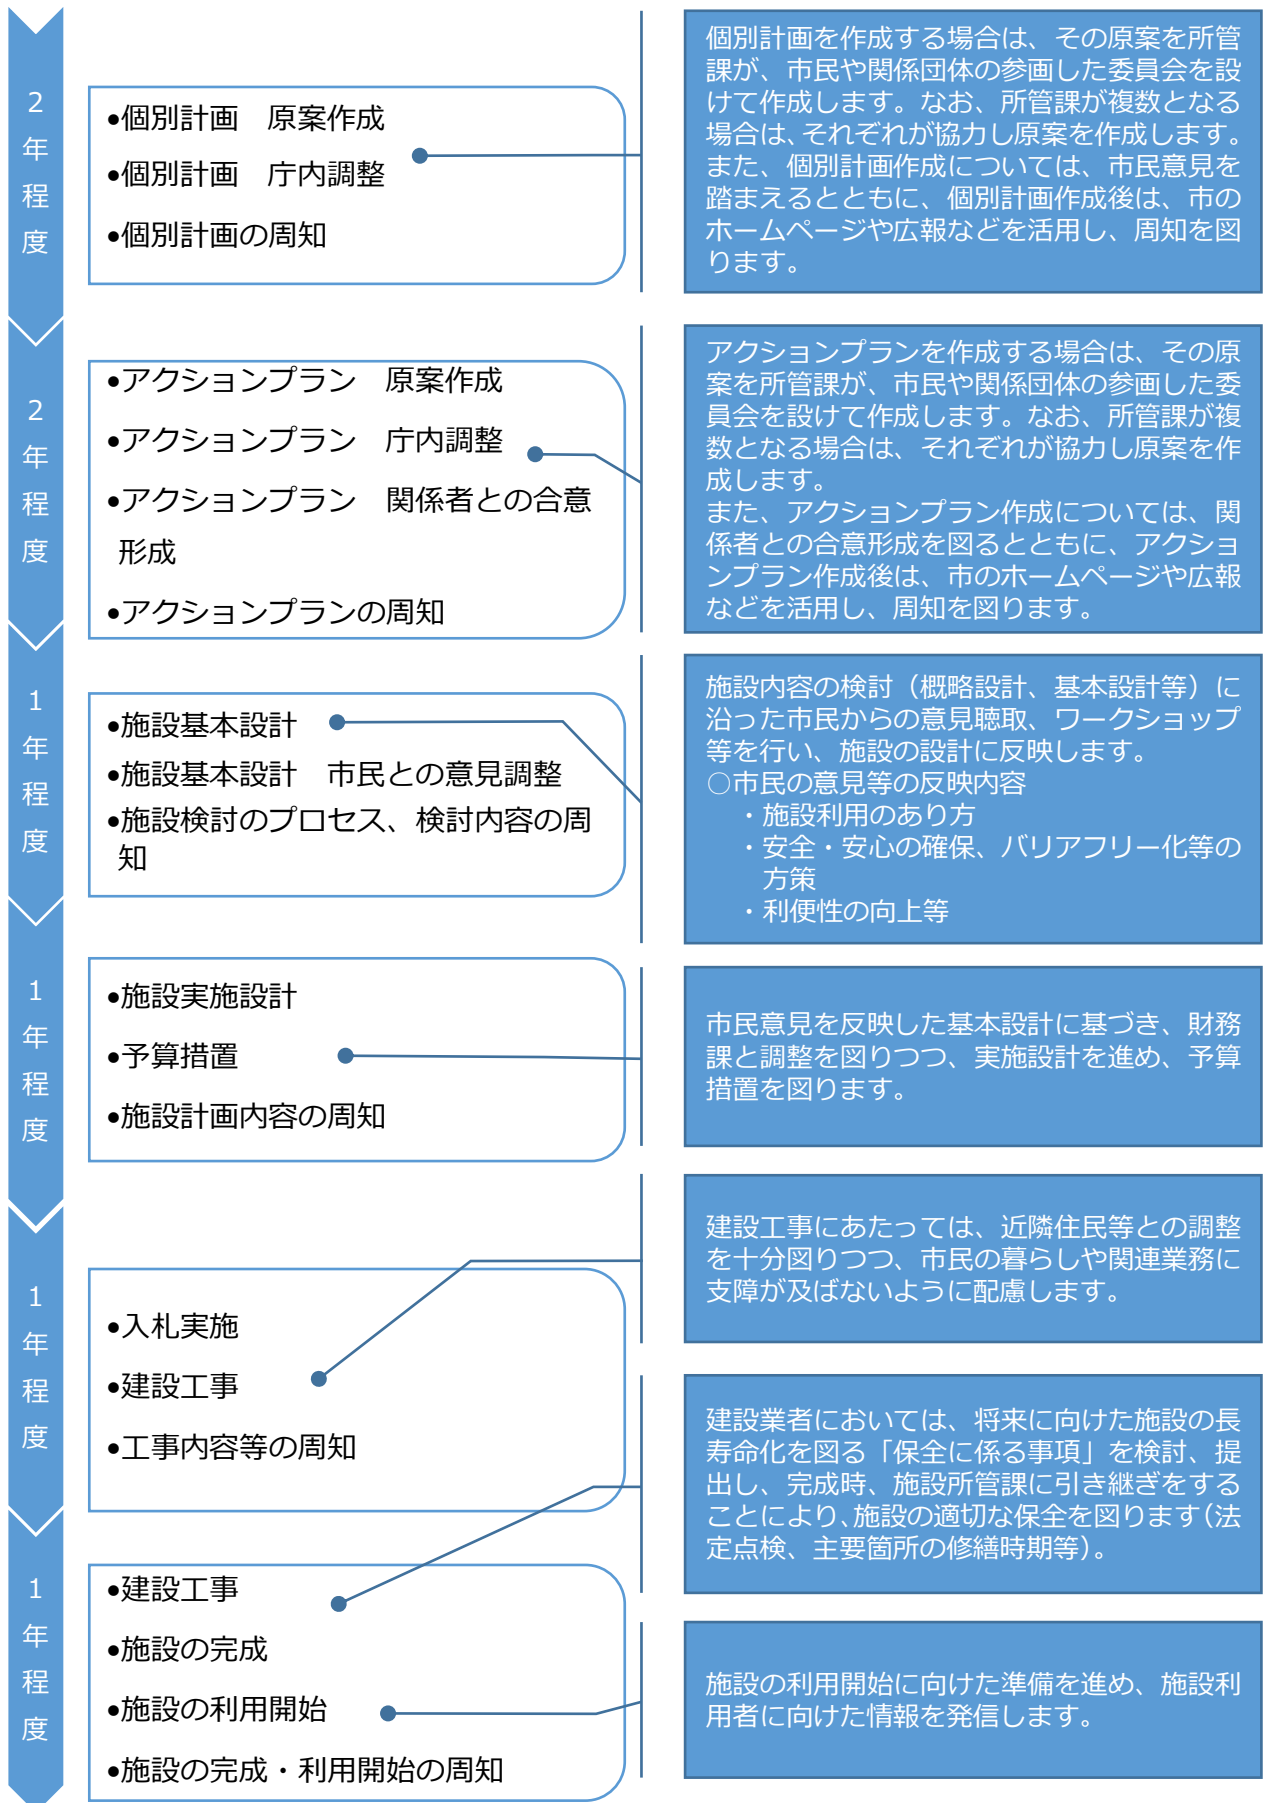 2
年
程
度
•個別計画　原案作成
•個別計画　庁内調整
•個別計画の周知
個別計画を作成する場合は、その原案を所管
課が、市民や関係団体の参画した委員会を設
けて作成します。なお、所管課が複数となる
場合は、それぞれが協力し原案を作成します。
また、個別計画作成については、市民意見を
踏まえるとともに、個別計画作成後は、市の
ホームページや広報などを活用し、周知を図
ります。
2
年
程
度
•アクションプラン　原案作成
•アクションプラン　庁内調整
•アクションプラン　関係者との合意
形成
•アクションプランの周知
アクションプランを作成する場合は、その原
案を所管課が、市民や関係団体の参画した委
員会を設けて作成します。なお、所管課が複
数となる場合は、それぞれが協力し原案を作
成します。
また、アクションプラン作成については、関
係者との合意形成を図るとともに、アクショ
ンプラン作成後は、市のホームページや広報
などを活用し、周知を図ります。
1
年
程
度
•施設基本設計
•施設基本設計　市民との意見調整
•施設検討のプロセス、検討内容の周
知
施設内容の検討（概略設計、基本設計等）に
沿った市民からの意見聴取、ワークショップ
等を行い、施設の設計に反映します。
○市民の意見等の反映内容
・施設利用のあり方
・安全・安心の確保、バリアフリー化等の
方策
・利便性の向上等
1
年
程
度
•施設実施設計
•予算措置
•施設計画内容の周知
市民意見を反映した基本設計に基づき、財務
課と調整を図りつつ、実施設計を進め、予算
措置を図ります。
1
年
程
度
•入札実施
•建設工事
•工事内容等の周知
建設工事にあたっては、近隣住民等との調整
を十分図りつつ、市民の暮らしや関連業務に
支障が及ばないように配慮します。
建設業者においては、将来に向けた施設の長
寿命化を図る「保全に係る事項」を検討、提
出し、完成時、施設所管課に引き継ぎをする
ことにより、施設の適切な保全を図ります（法
定点検、主要箇所の修繕時期等）。
1
年
程
度
•建設工事
•施設の完成
•施設の利用開始
•施設の完成・利用開始の周知
施設の利用開始に向けた準備を進め、施設利
用者に向けた情報を発信します。